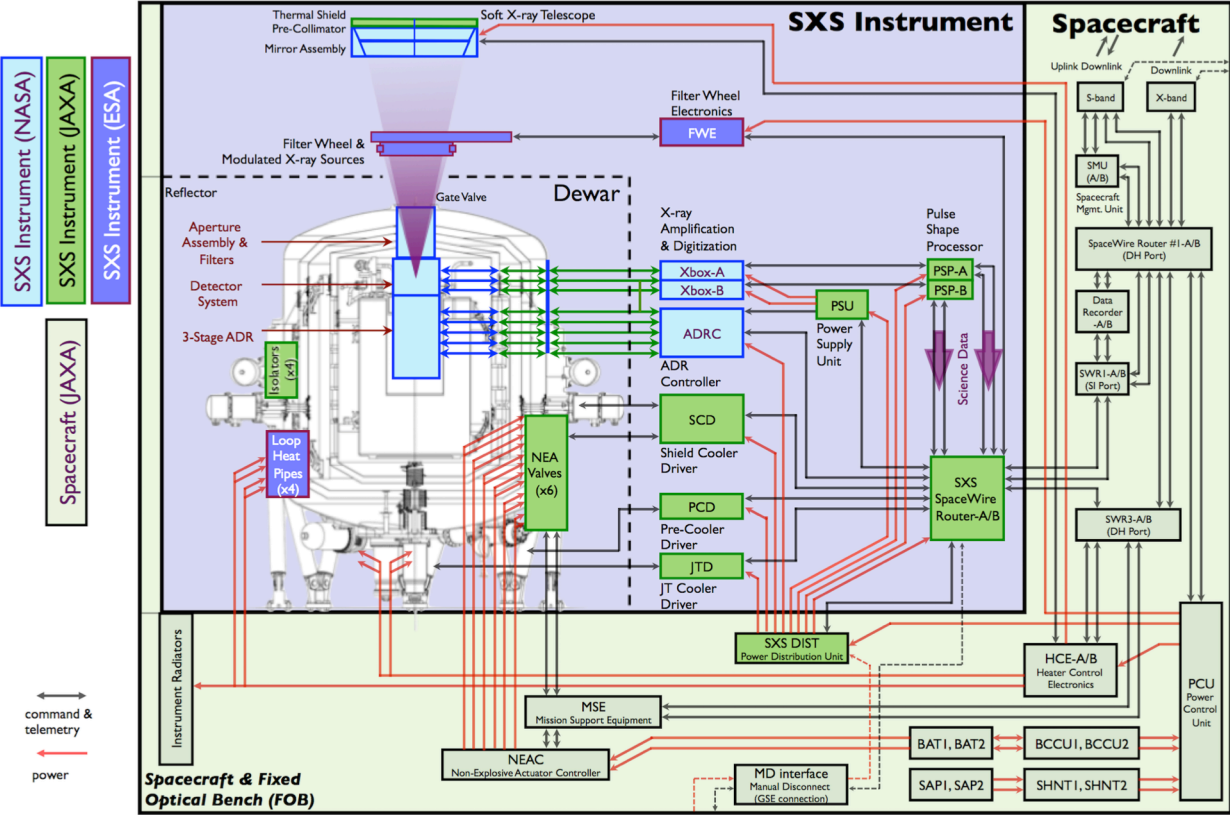 SXS Instrument (NASA)
SXS Instrument (JAXA)
SXS Instrument (ESA)
Spacecraft (JAXA)
command &
telemetry
power
SXS Instrument
Spacecraft
Thermal Shield
Pre-Collimator
Mirror Assembly
Soft X-ray Telescope
Filter Wheel &
Modulated X-ray Sources
Filter Wheel
Electronics
FWE
Reflector
Dewar
Gate Valve
Aperture
Assembly &
Filters
Detector
System
3-Stage ADR
Isolators
(x4)
Loop
Heat
Pipes
(x4)
NEA
Valves
(x6)
X-ray
Amplification
& Digitization
Xbox-A
Xbox-B
ADRC
ADR
Controller
SCD
Shield Cooler
Driver
PCD
Pre-Cooler
Driver
JTD
JT Cooler
Driver
Pulse
Shape
Processor
PSP-A
PSP-B
PSU
Power
Supply
Unit
Science Data
SXS
SpaceWire
Router-A/B
SXS DIST
Power Distribution Unit
Uplink Downlink
Downlink
S-band
X-band
SMU
(A/B)
Spacecraft
Mgmt. Unit
SpaceWire Router #1-A/B
(DH Port)
Data
Recorder
-A/B
SWR1-A/B
(SI Port)
SWR3-A/B
(DH Port)
HCE-A/B
Heater Control
Electronics
PCU
Power
Control
Unit
Instrument Radiators
MSE
Mission Support Equipment
NEAC
Non-Explosive Actuator Controller
MD interface
Manual Disconnect
(GSE connection)
BAT1, BAT2
BCCU1, BCCU2
SAP1, SAP2
SHNT1, SHNT2
Spacecraft & Fixed
Optical Bench (FOB)